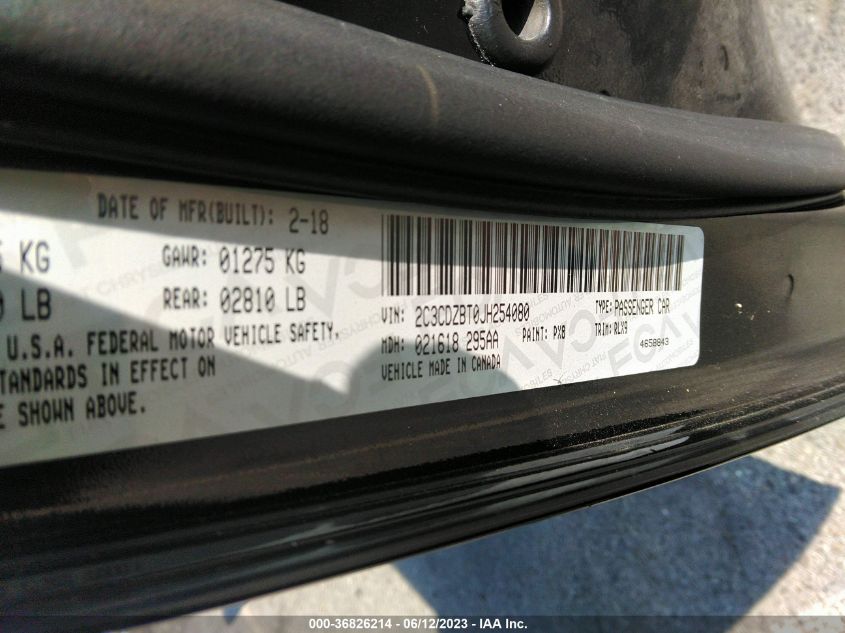 DATE OF MFR(BUILT): 2-18
KG GAWR: 01275 KG
LB REAR: 02810 LB
U.S.A. FEDERAL MOTOR VEHICLE SAFETY.
TANDARDS IN EFFECT ON
E SHOWN ABOVE.
VIN: 2C3CDZBT0JH254080 TYPE: PASSENGER CAR
MDH: 021618 295AA PAINT: PX8 TRIM: RLX9
VEHICLE MADE IN CANADA 4658843
000-36826214 - 06/12/2023 - IAA Inc.